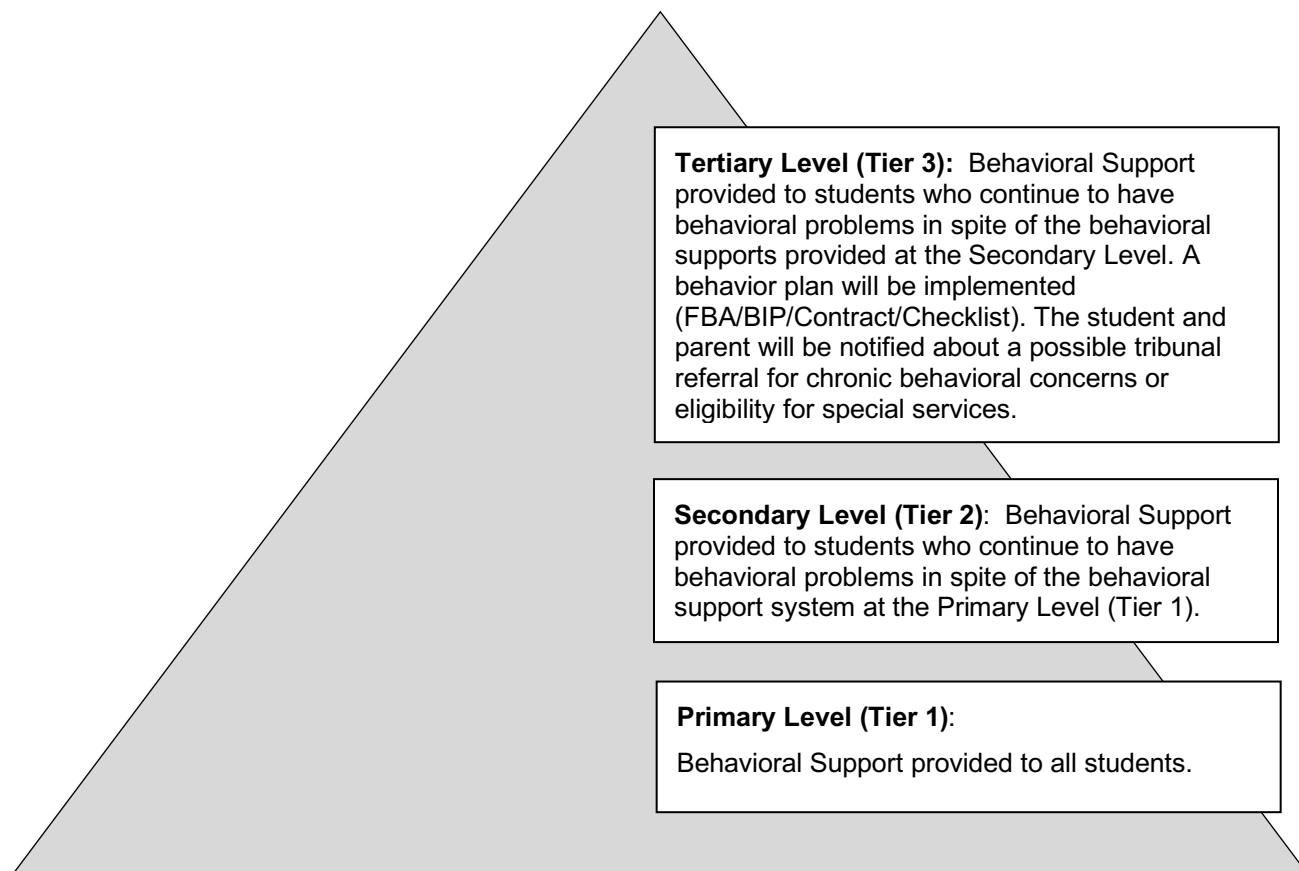 Tertiary Level (Tier 3):  Behavioral Support
provided to students who continue to have
behavioral problems in spite of the behavioral
supports provided at the Secondary Level. A
behavior plan will be implemented
(FBA/BIP/Contract/Checklist). The student and
parent will be notified about a possible tribunal
referral for chronic behavioral concerns or
eligibility for special services.
Secondary Level (Tier 2):  Behavioral Support
provided to students who continue to have
behavioral problems in spite of the behavioral
support system at the Primary Level (Tier 1).
Primary Level (Tier 1):
Behavioral Support provided to all students.